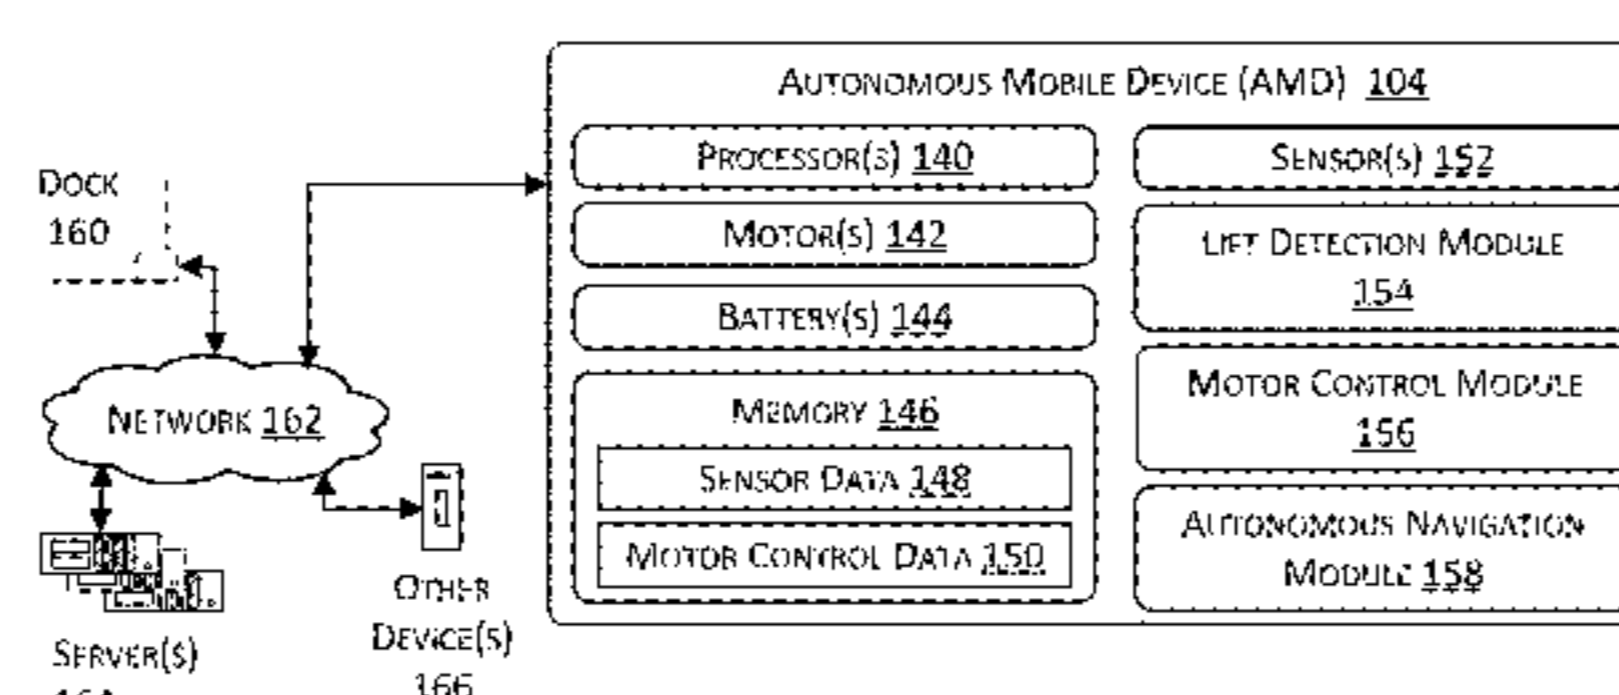 AUTONOMOUS MOBILE DEVICE (AMD) 104
PROCESSOR(S) 140
MOTOR(S) 142
BATTERY(S) 144
MEMORY 146
SENSOR DATA 148
MOTOR CONTROL DATA 150
SENSOR(S) 152
LIFT DETECTION MODULE
154
MOTOR CONTROL MODULE
156
AUTONOMOUS NAVIGATION
MODULE 158
DOCK
160
NETWORK 162
SERVER(S)
OTHER
DEVICE(S)
166